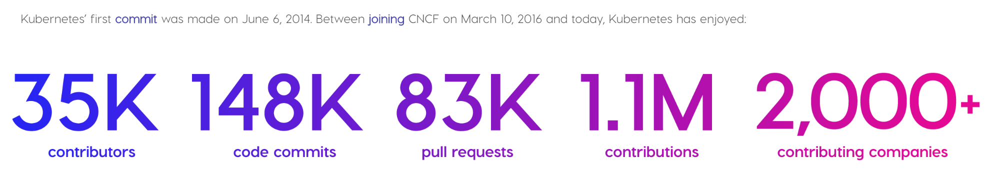 Kubernetes’ first commit was made on June 6, 2014. Between joining CNCF on March 10, 2016 and today, Kubernetes has enjoyed:
35K 148K 83K 1.1M 2,000+
contributors code commits pull requests contributions contributing companies